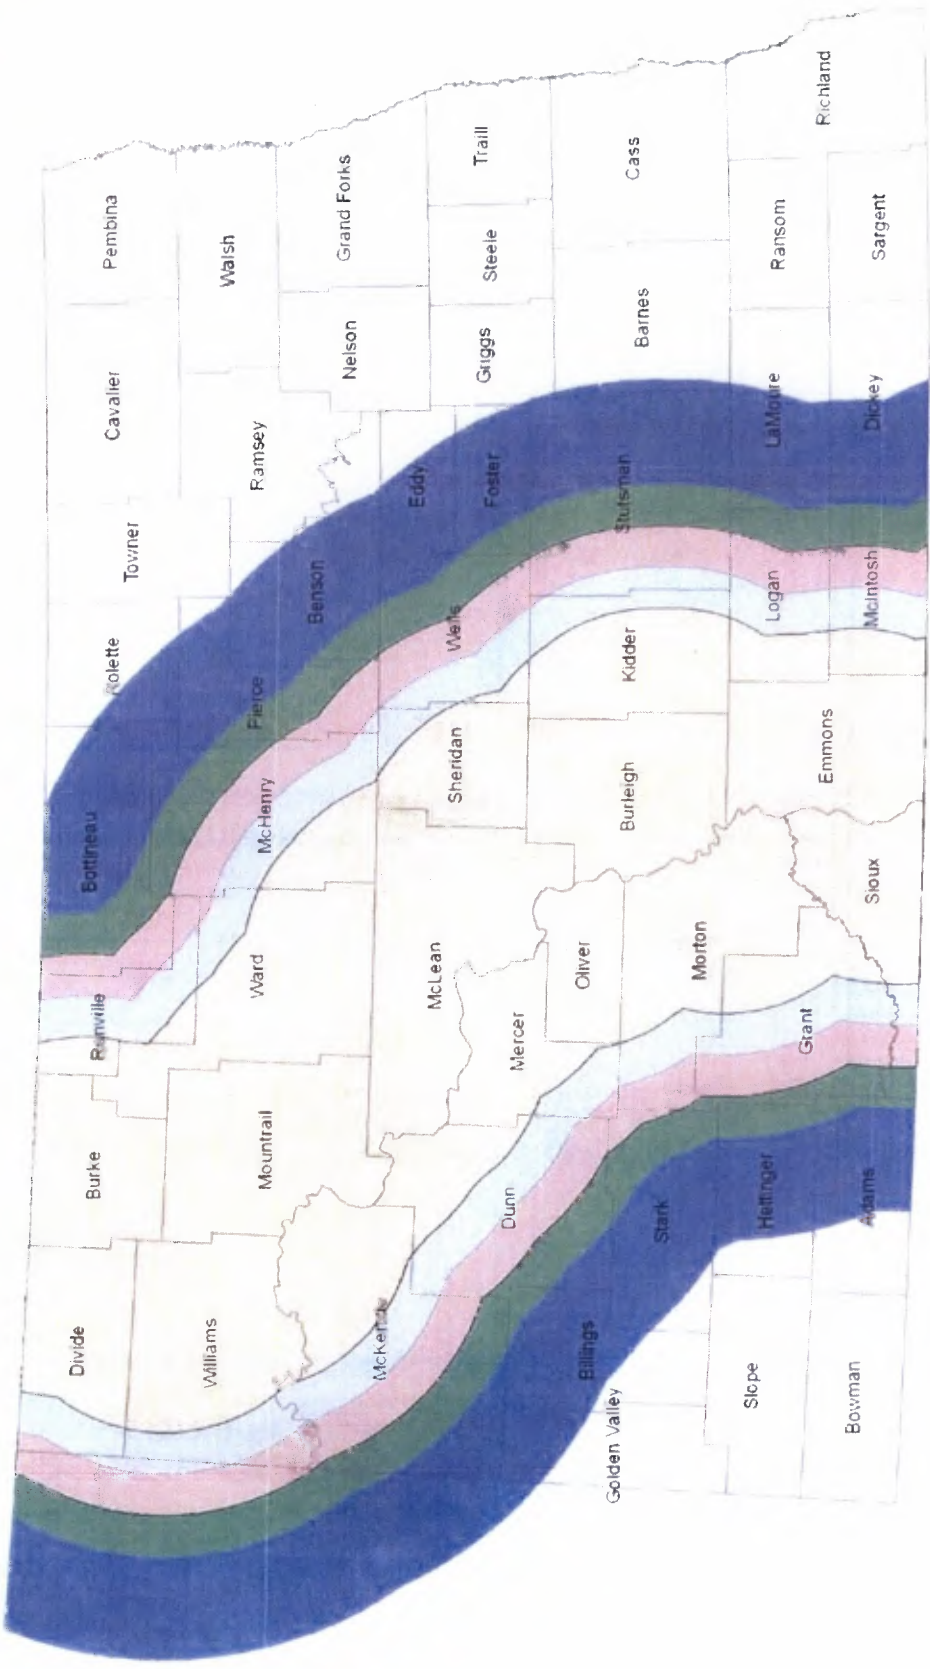 Divide
Burke
Renville
Bottineau
Rolette
Towner
Cavalier
Pembina
Williams
Mountrail
Ward
McHenry
Pierce
Benson
Ramsey
Walsh
Nelson
Grand Forks
McKenzie
Dunn
Mercer
McLean
Sheridan
Wells
Eddy
Foster
Griggs
Steele
Traill
Golden Valley
Billings
Stark
Oliver
Morton
Burleigh
Kidder
Stutsman
Barnes
Cass
Slope
Hettinger
Grant
Emmons
Logan
LaMoure
Ransom
Richland
Bowman
Adams
Sioux
McIntosh
Dickey
Sargent